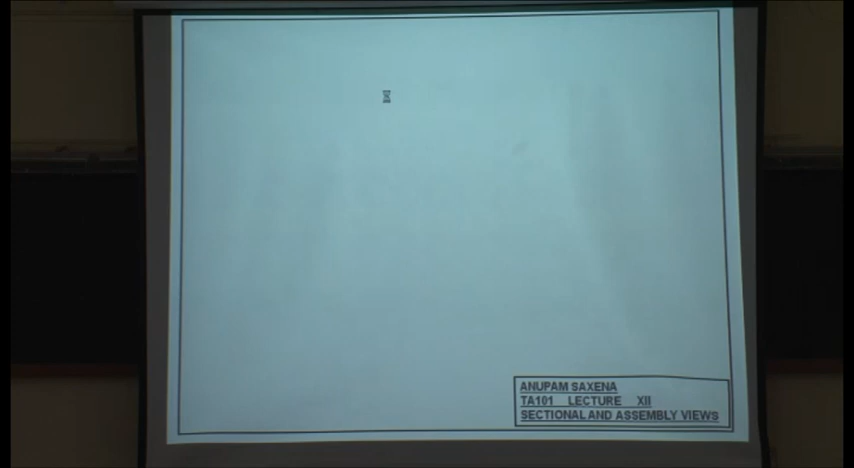 ANUPAM SAXENA
TA101 LECTURE XII
SECTIONAL AND ASSEMBLY VIEWS